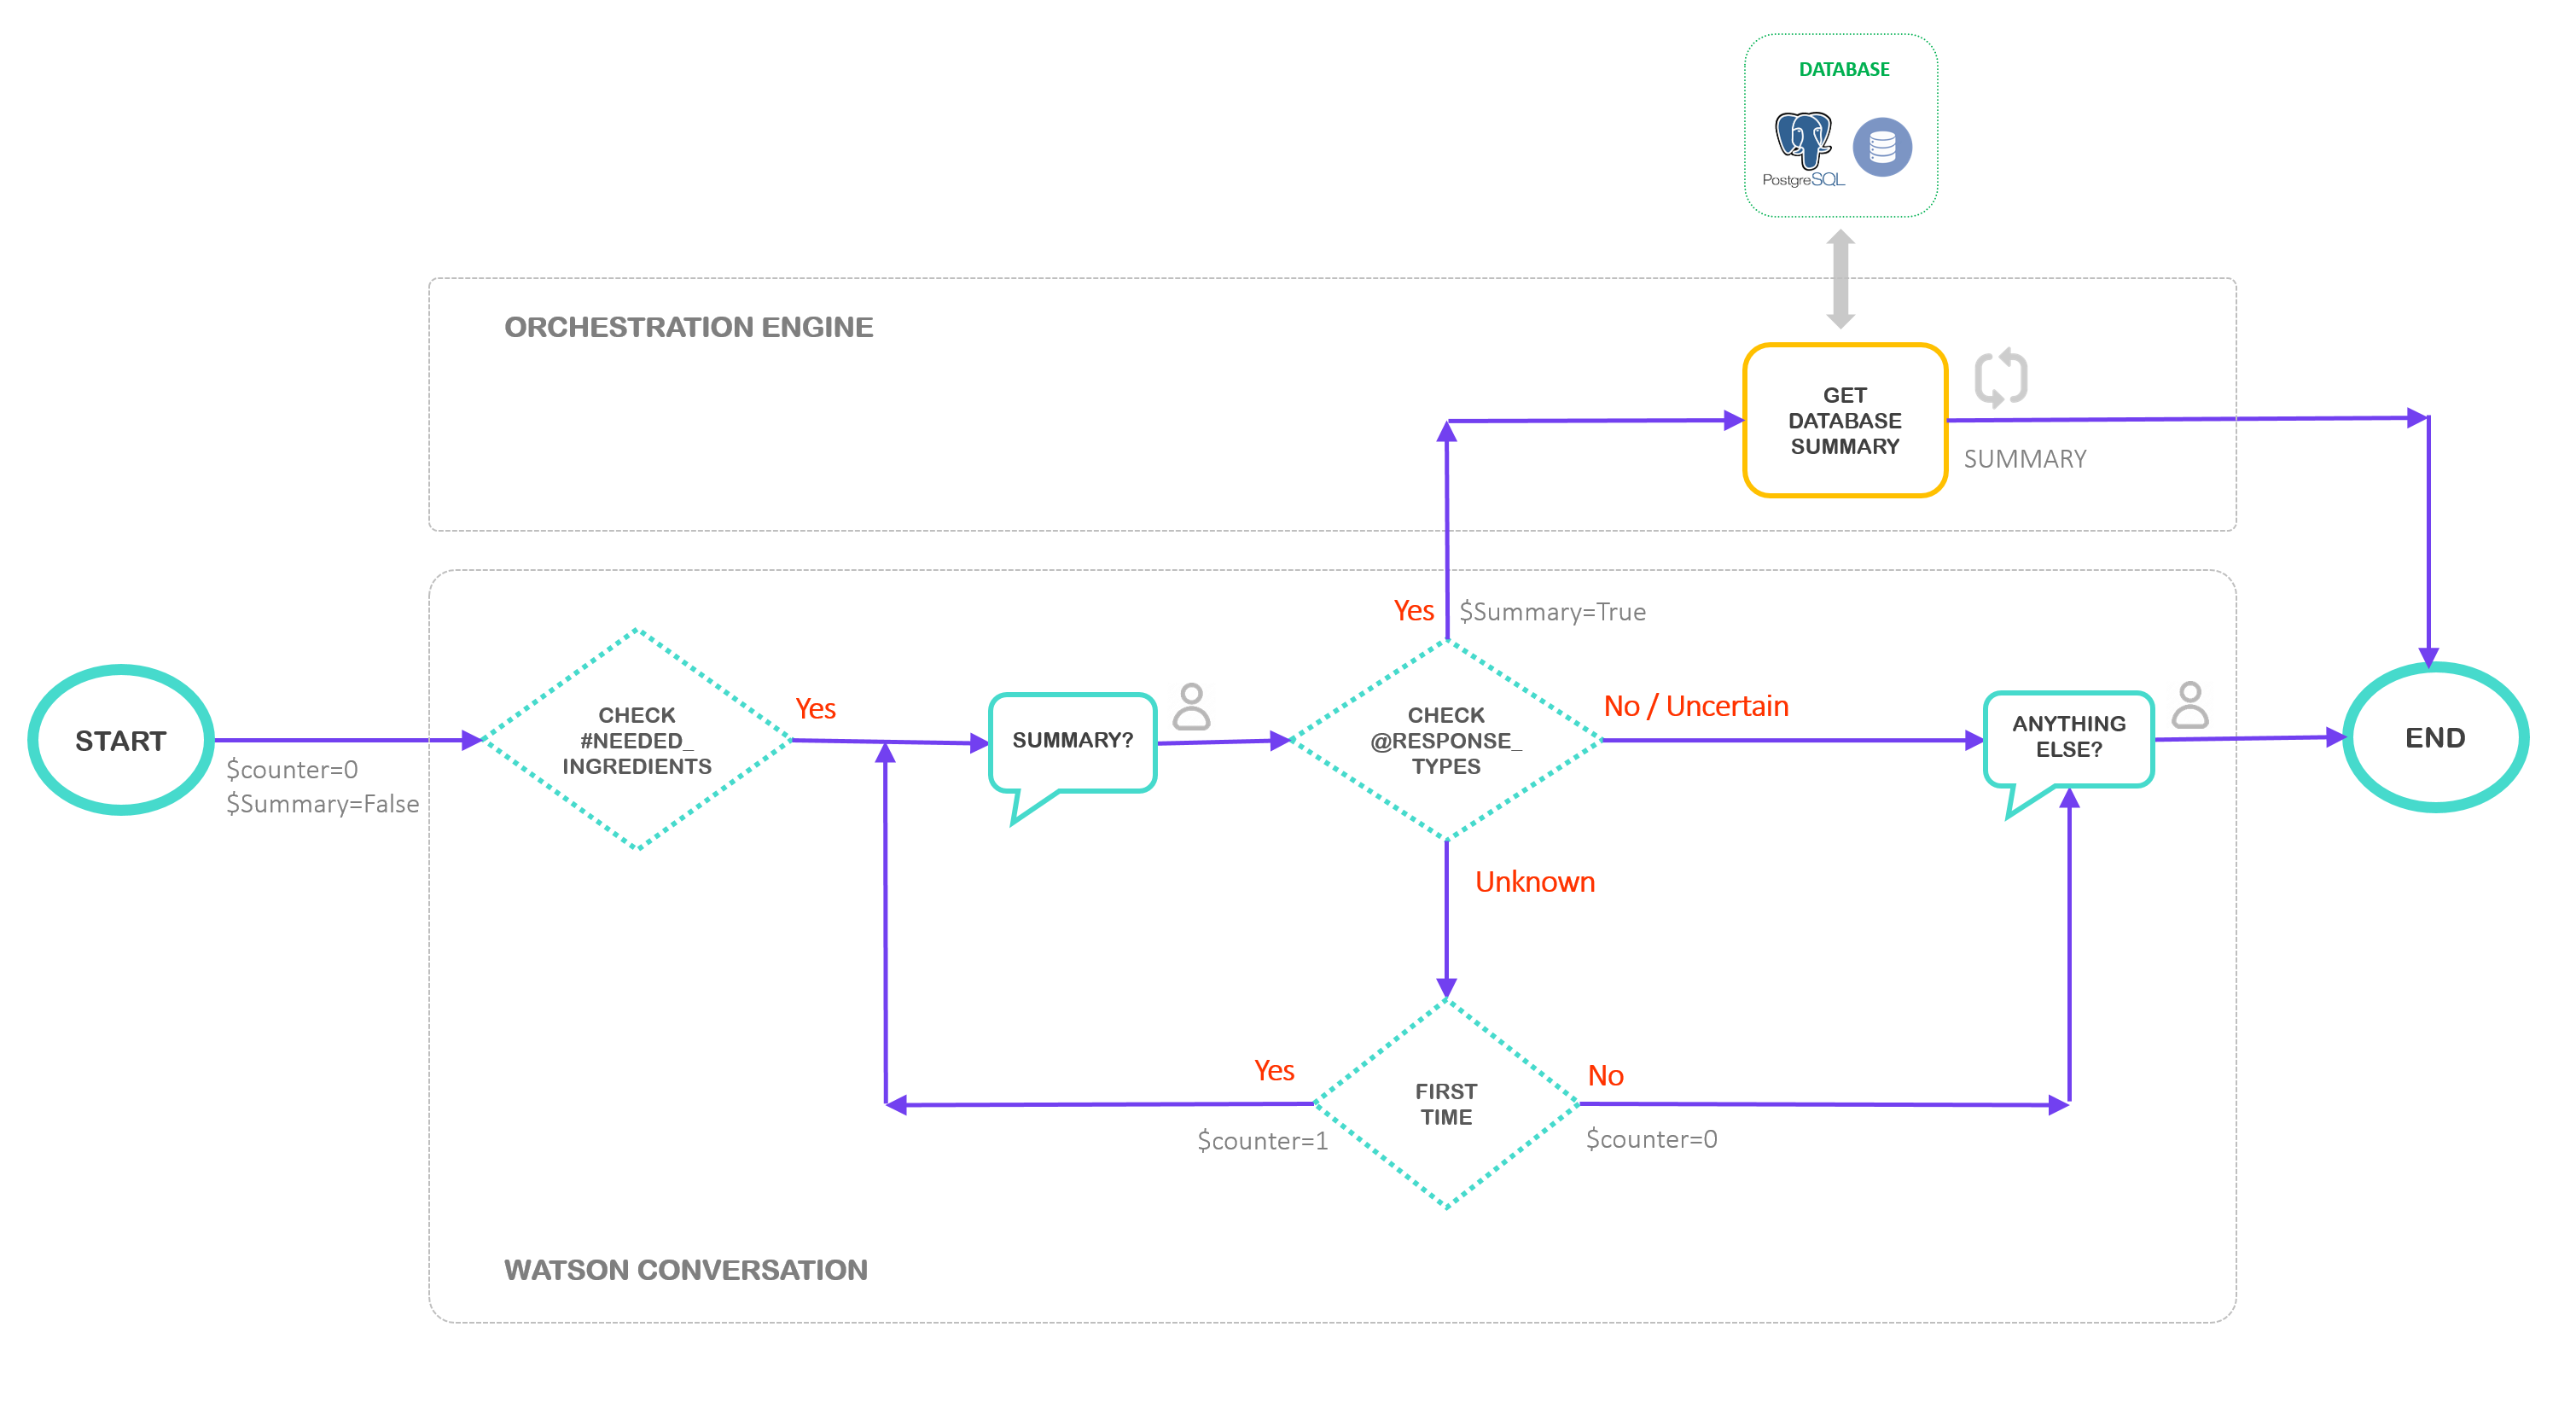 DATABASE
PostgreSQL
ORCHESTRATION ENGINE
GET
DATABASE
SUMMARY
SUMMARY
Yes
$Summary=True
START
$counter=0
$Summary=False
CHECK
#NEEDED_
INGREDIENTS
Yes
SUMMARY?
CHECK
@RESPONSE_
TYPES
No / Uncertain
ANYTHING
ELSE?
END
Unknown
Yes
$counter=1
FIRST
TIME
No
$counter=0
WATSON CONVERSATION